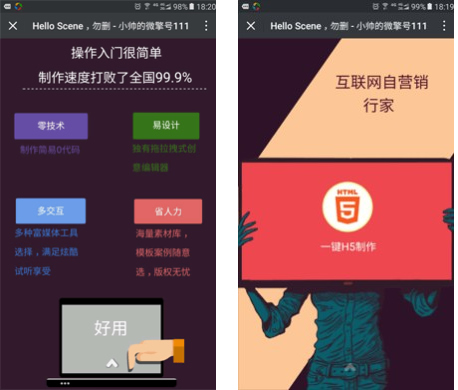 98% 18:20
Hello Scene，勿删 - 小帅的微擎号111
操作入门很简单
制作速度打败了全国99.9%
零技术
制作简易0代码
易设计
独有拖拉拽式创
意编辑器
多交互
多种富媒体工具
选择，满足炫酷
试听享受
省人力
海量素材库，
模板案例随意
选，版权无忧
好用
99% 18:19
Hello Scene，勿删 - 小帅的微擎号111
互联网自营销
行家
HTML
5
一键H5制作